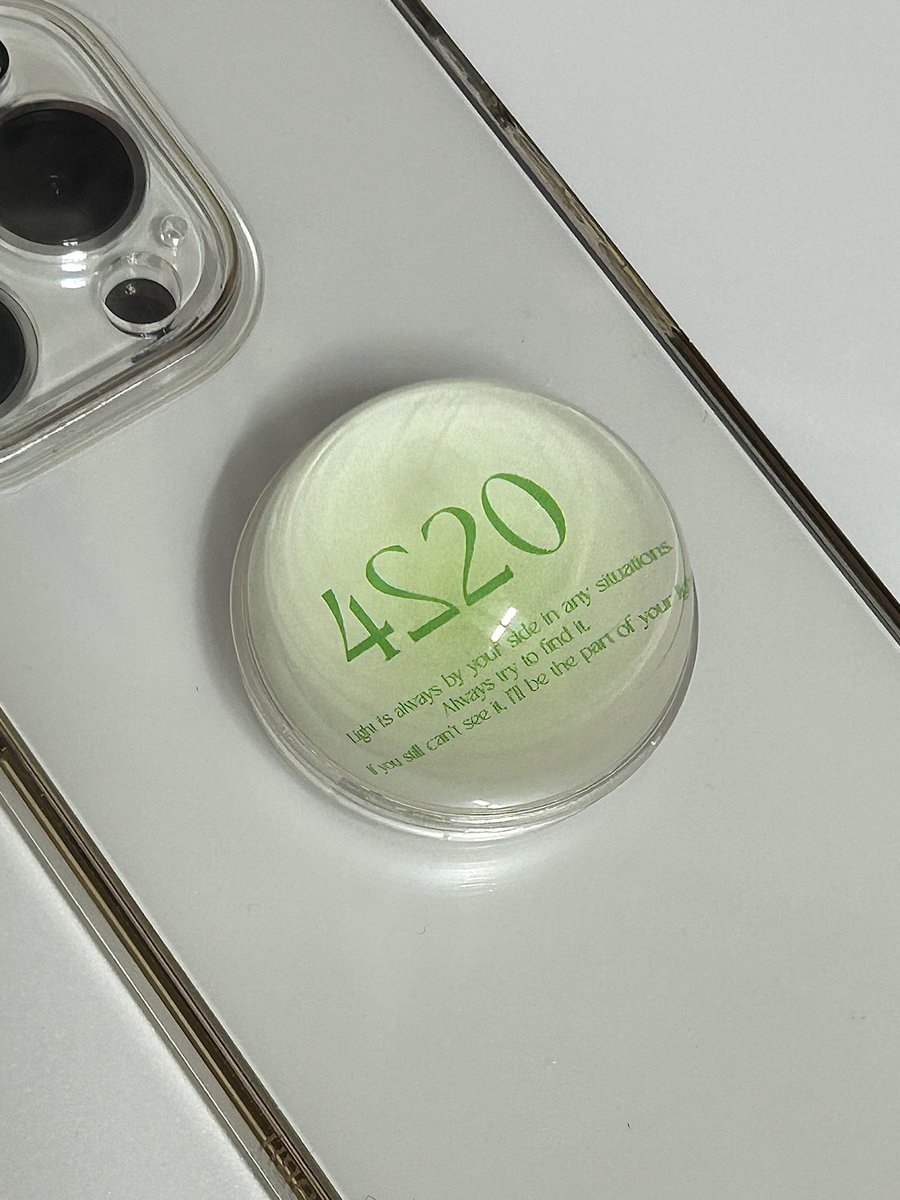 4220
Light is always by your side in any situations.
Always try to find it.
If you still can't see it, I'll be the part of your